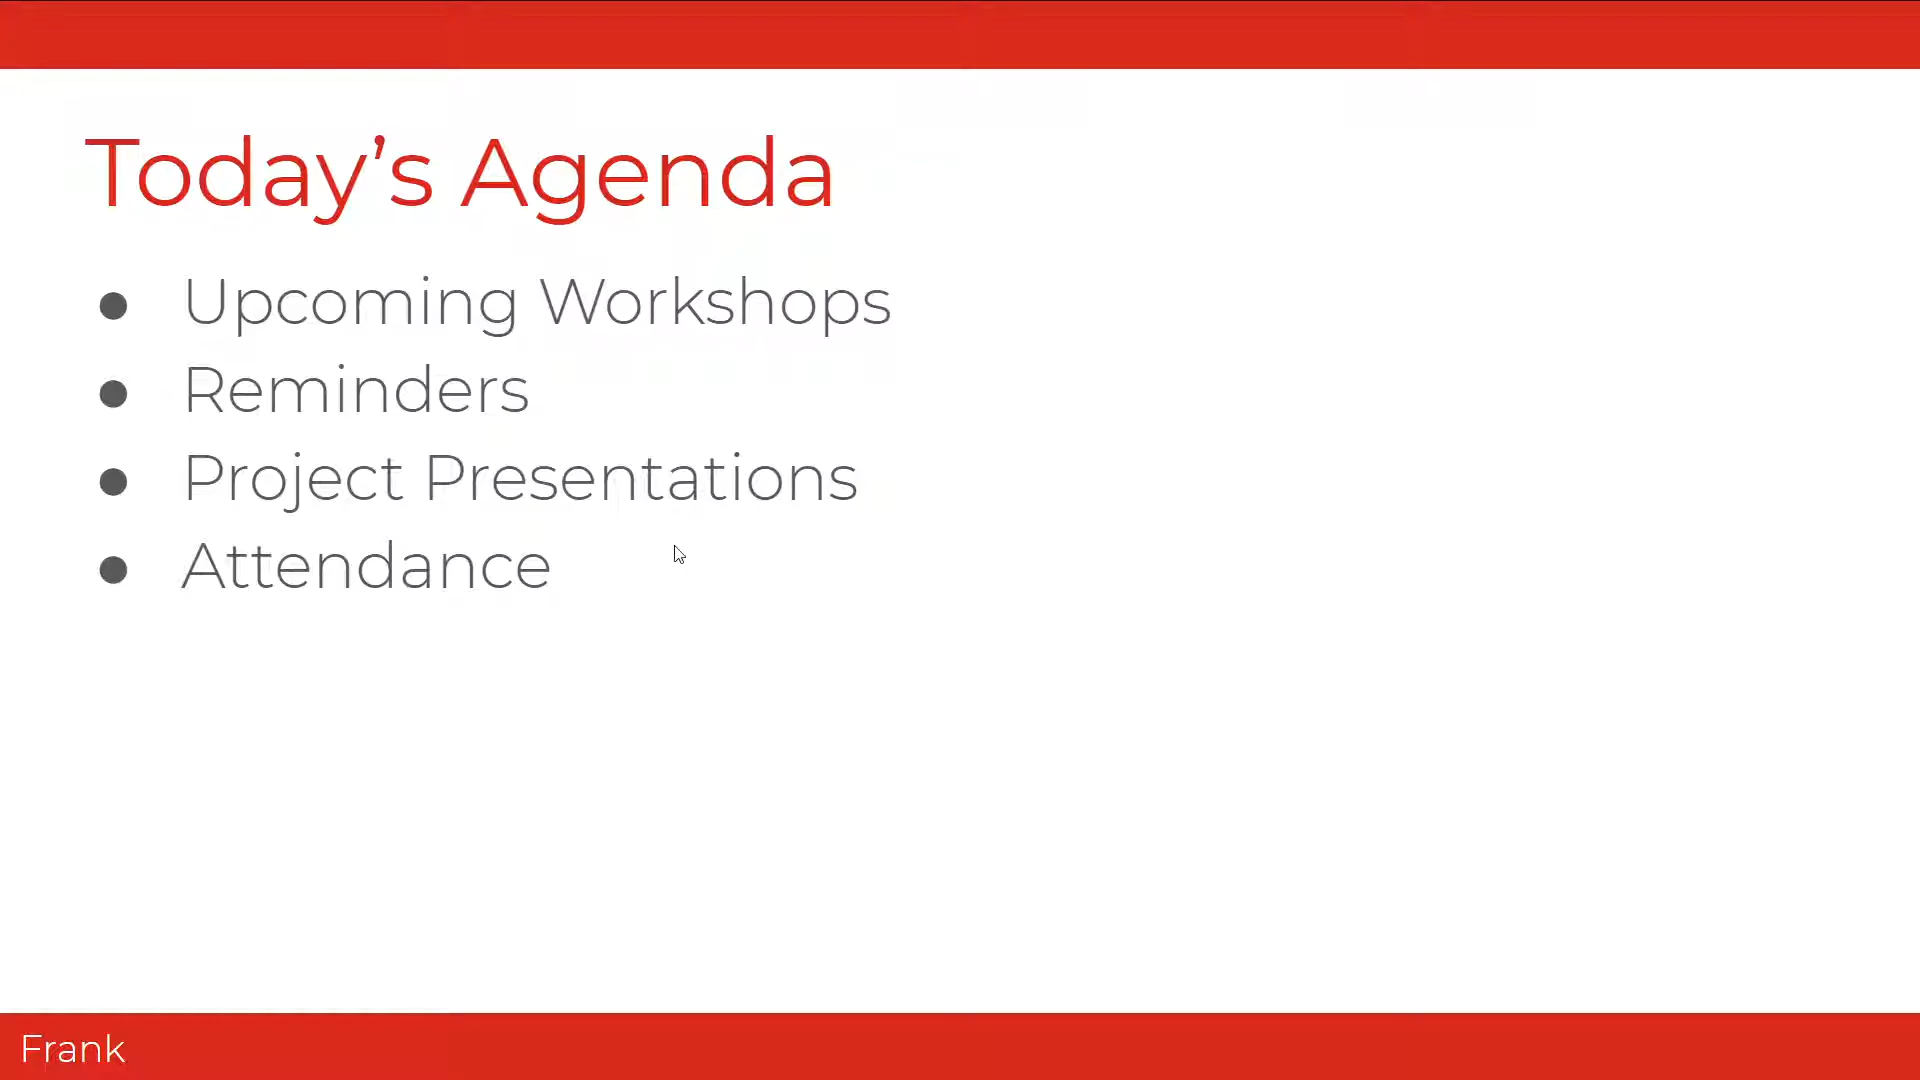 Today’s Agenda
● Upcoming Workshops
● Reminders
● Project Presentations
● Attendance
Frank